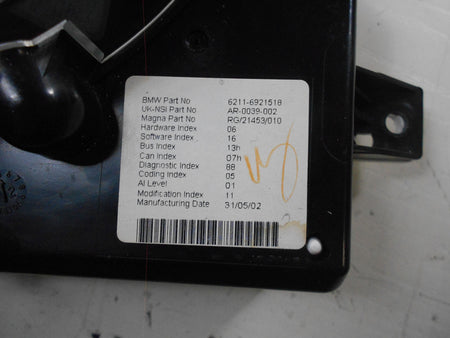 BMW Part No 6211-6921518
UK-NSI Part No AR-0039-002
Magna Part No RG/21453/010
Hardware Index 06
Software Index 16
Bus Index 13h
Can Index 07h
Diagnostic Index 88
Coding Index 05
AI Level 01
Modification Index 11
Manufacturing Date 31/05/02